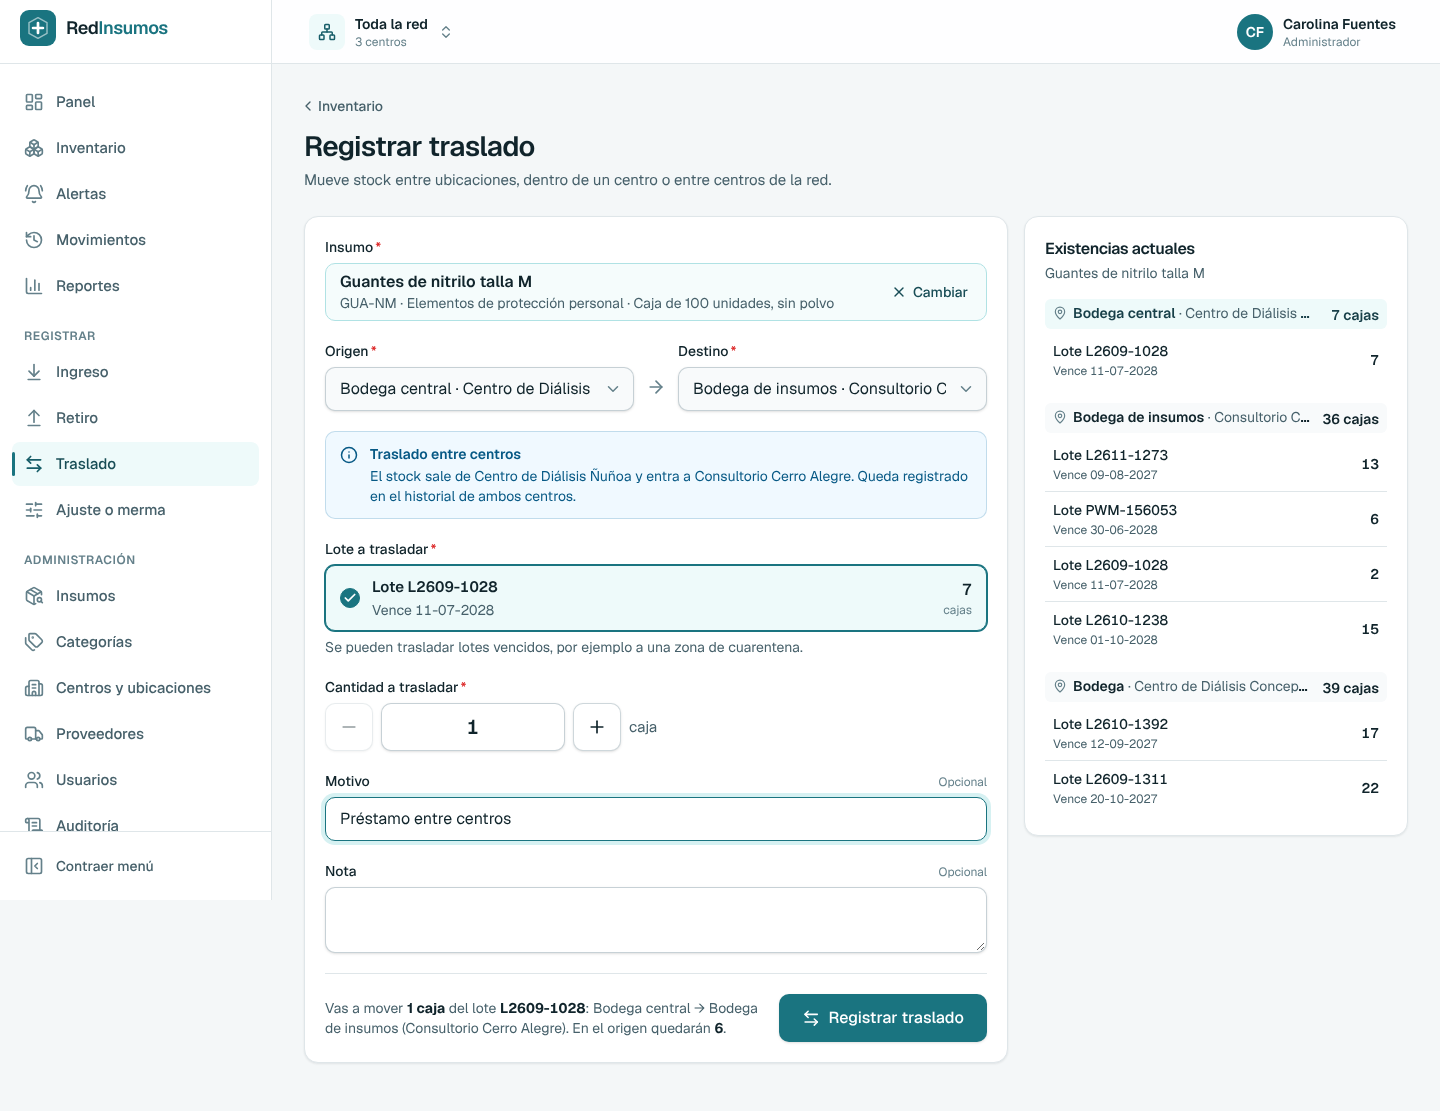 RedInsumos
Toda la red
3 centros
CF
Carolina Fuentes
Administrador
Panel
Inventario
Alertas
Movimientos
Reportes
REGISTRAR
Ingreso
Retiro
Traslado
Ajuste o merma
ADMINISTRACIÓN
Insumos
Categorías
Centros y ubicaciones
Proveedores
Usuarios
Auditoría
Contraer menú
Inventario
Registrar traslado
Mueve stock entre ubicaciones, dentro de un centro o entre centros de la red.
Insumo *
Guantes de nitrilo talla M
GUA-NM · Elementos de protección personal · Caja de 100 unidades, sin polvo
Cambiar
Origen *
Bodega central · Centro de Diálisis
Destino *
Bodega de insumos · Consultorio C
Traslado entre centros
El stock sale de Centro de Diálisis Ñuñoa y entra a Consultorio Cerro Alegre. Queda registrado
en el historial de ambos centros.
Lote a trasladar *
Lote L2609-1028
Vence 11-07-2028
7
cajas
Se pueden trasladar lotes vencidos, por ejemplo a una zona de cuarentena.
Cantidad a trasladar *
1
caja
Motivo
Opcional
Préstamo entre centros
Nota
Opcional
Vas a mover 1 caja del lote L2609-1028: Bodega central → Bodega
de insumos (Consultorio Cerro Alegre). En el origen quedarán 6.
Registrar traslado
Existencias actuales
Guantes de nitrilo talla M
Bodega central · Centro de Diálisis ... 7 cajas
Lote L2609-1028
Vence 11-07-2028
7
Bodega de insumos · Consultorio C... 36 cajas
Lote L2611-1273
Vence 09-08-2027
13
Lote PWM-156053
Vence 30-06-2028
6
Lote L2609-1028
Vence 11-07-2028
2
Lote L2610-1238
Vence 01-10-2028
15
Bodega · Centro de Diálisis Concep... 39 cajas
Lote L2610-1392
Vence 12-09-2027
17
Lote L2609-1311
Vence 20-10-2027
22